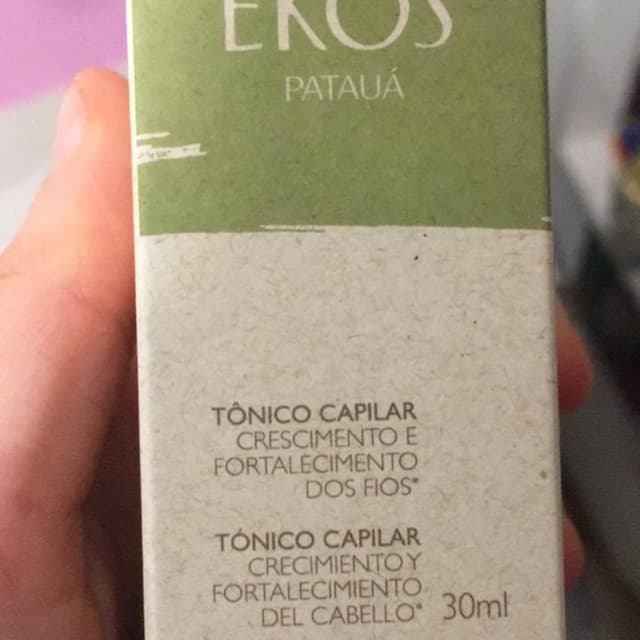 EKOS
PATAUÁ
TÔNICO CAPILAR
CRESCIMENTO E
FORTALECIMENTO
DOS FIOS*
TÓNICO CAPILAR
CRECIMIENTO Y
FORTALECIMIENTO
DEL CABELLO* 30ml